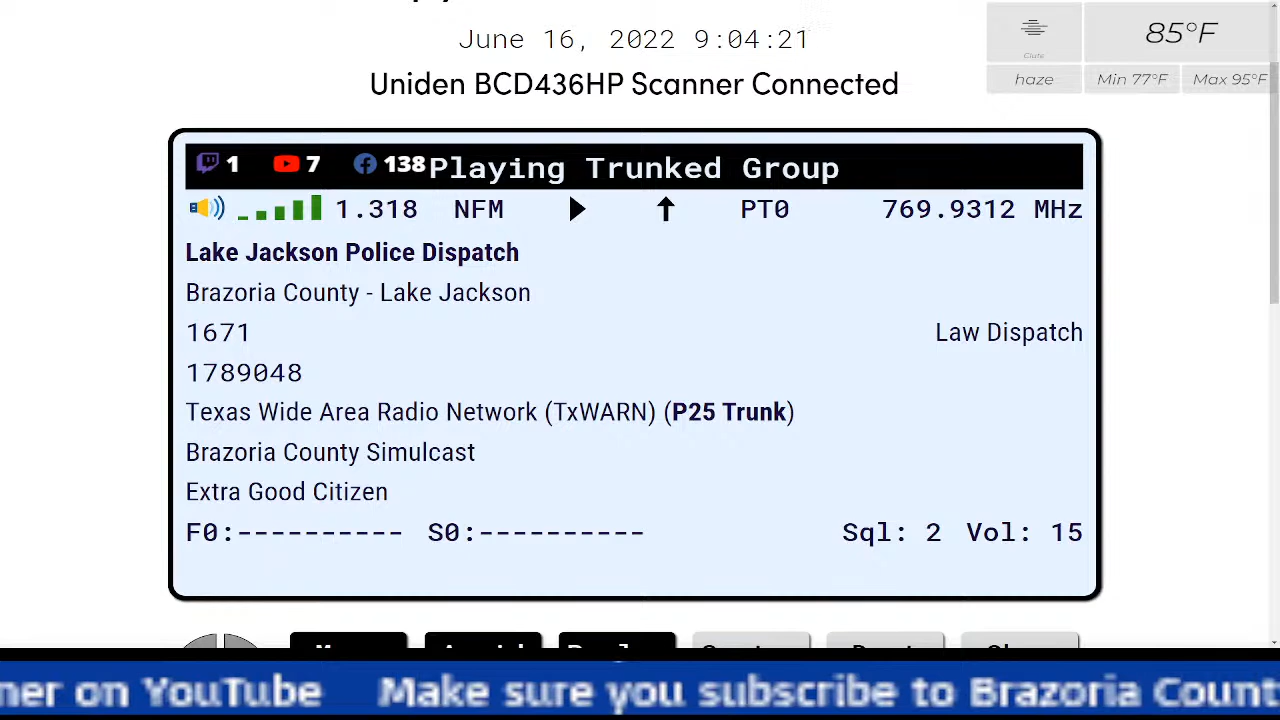 June 16, 2022 9:04:21
85°F
Clute
haze Min 77°F Max 95°F
Uniden BCD436HP Scanner Connected
1 7 138 Playing Trunked Group
1.318 NFM PT0 769.9312 MHz
Lake Jackson Police Dispatch
Brazoria County - Lake Jackson
1671 Law Dispatch
1789048
Texas Wide Area Radio Network (TxWARN) (P25 Trunk)
Brazoria County Simulcast
Extra Good Citizen
F0:---------- S0:---------- Sql: 2 Vol: 15
ner on YouTube Make sure you subscribe to Brazoria Count